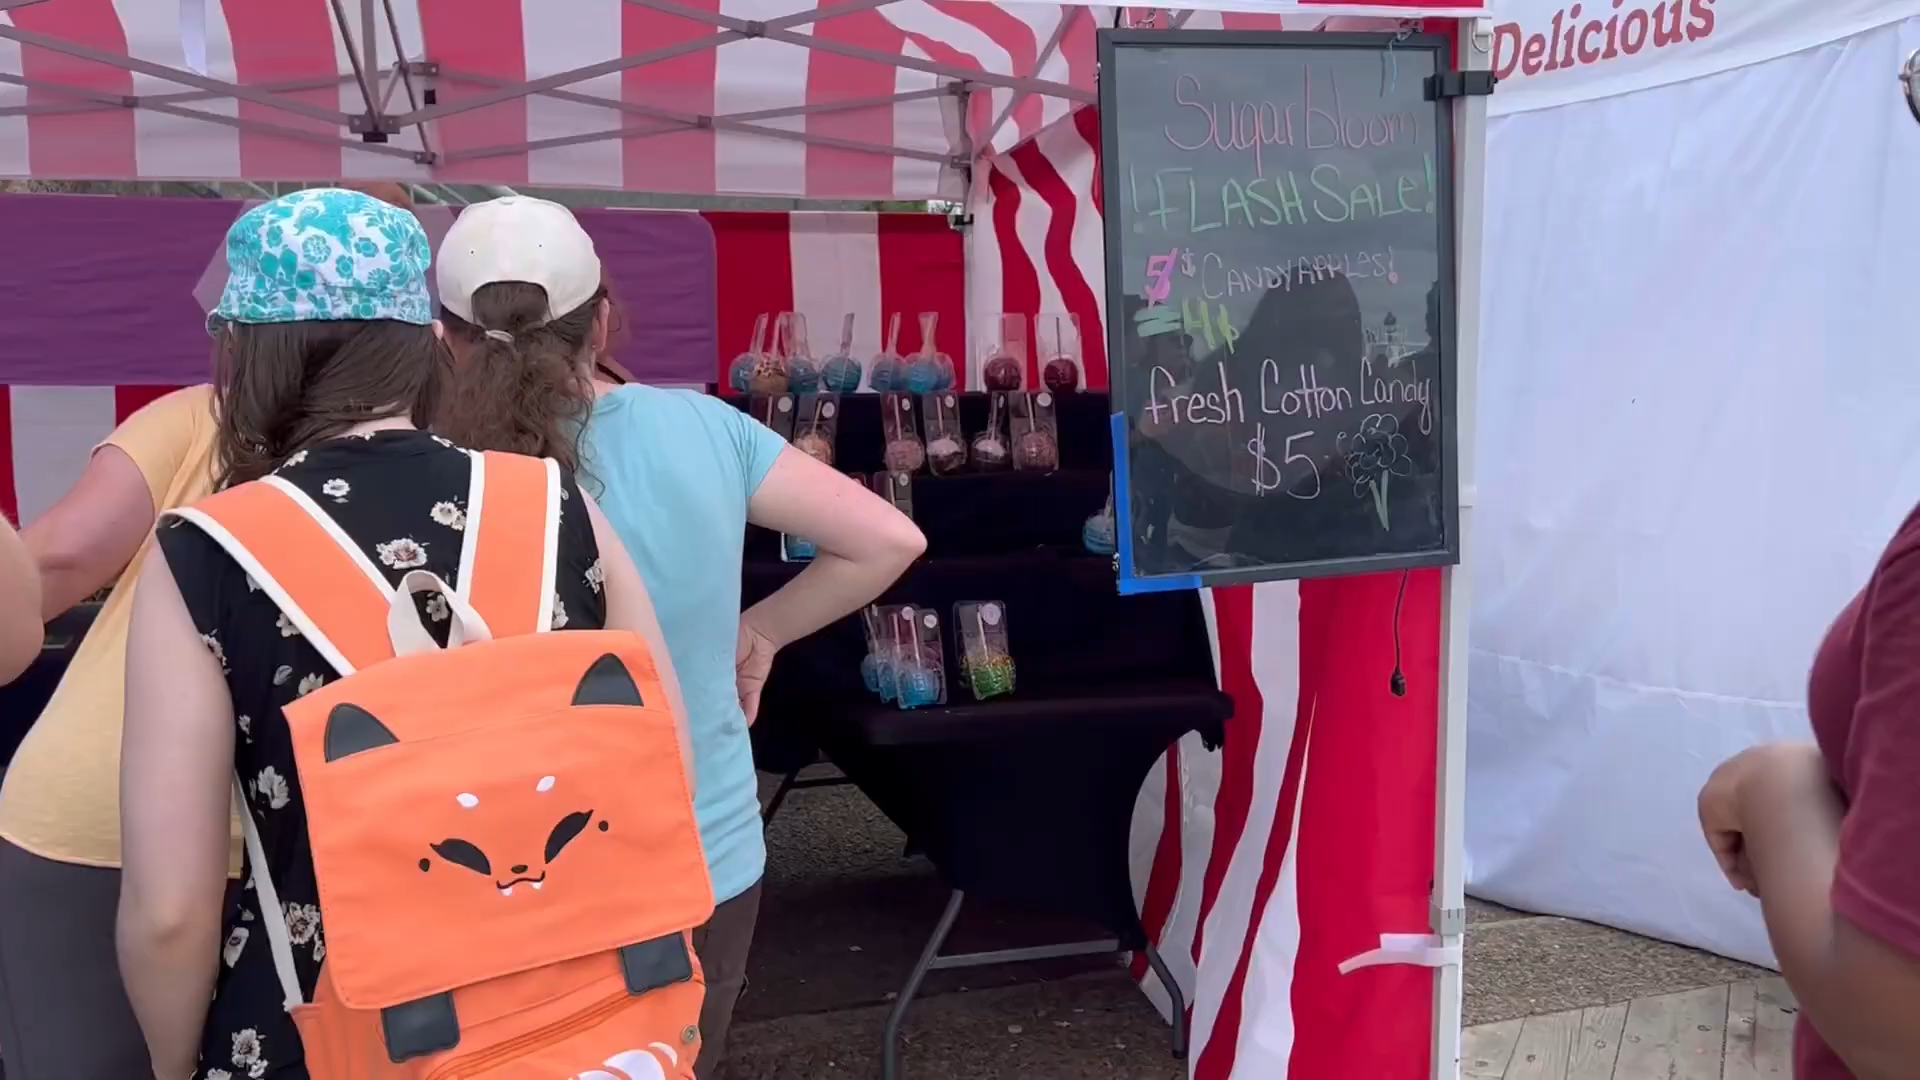 Delicious
Sugarbloom
!FLASH SALE!
5$ CANDY APPLES!
4$
fresh Cotton Candy
$5